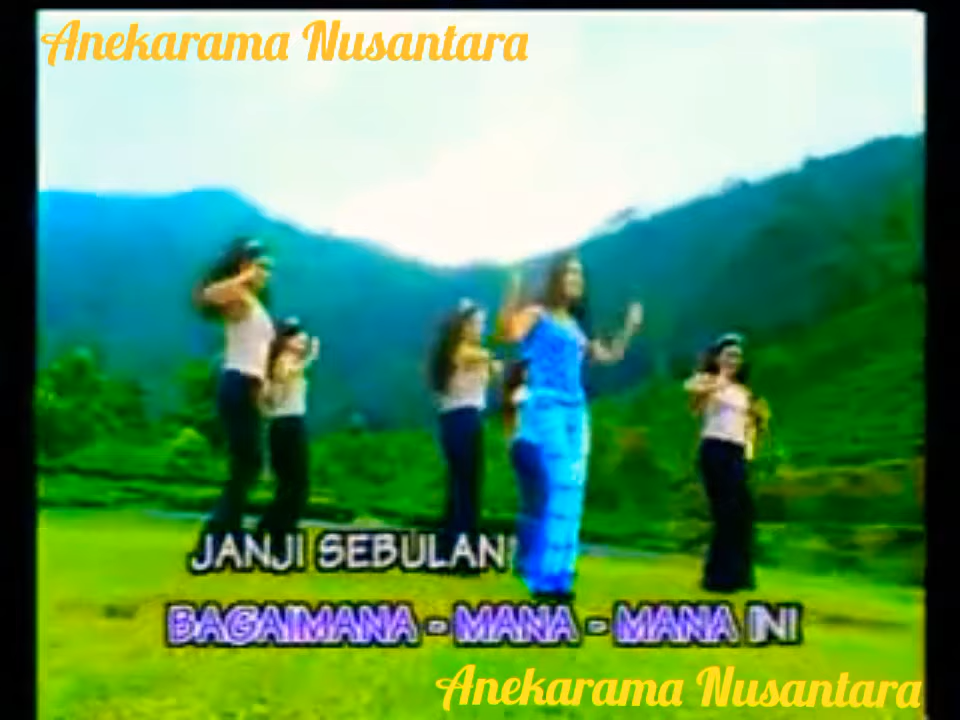 Anekarama Nusantara
JANJI SEBULAN
BAGAIMANA - MANA - MANA INI
Anekarama Nusantara